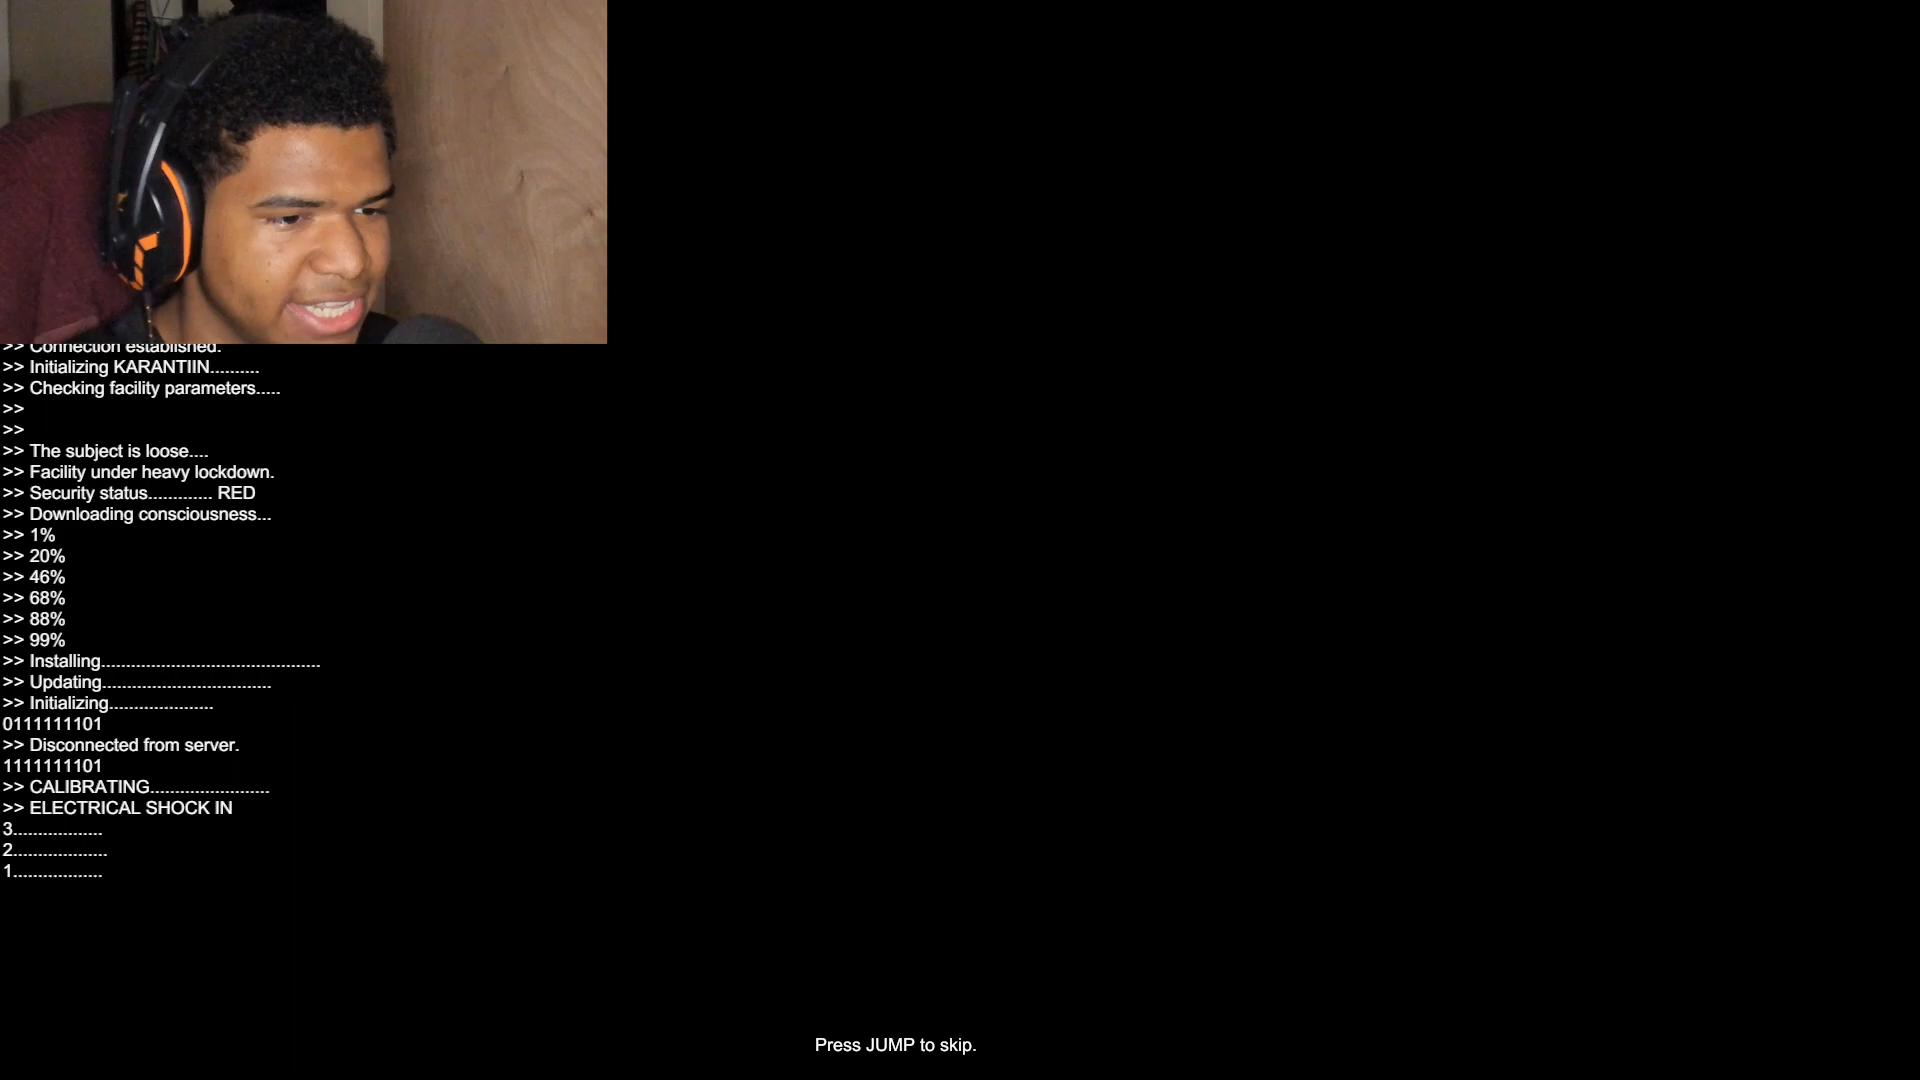 >> Connection established.
>> Initializing KARANTIIN..........
>> Checking facility parameters.....
>>
>>
>> The subject is loose....
>> Facility under heavy lockdown.
>> Security status............. RED
>> Downloading consciousness...
>> 1%
>> 20%
>> 46%
>> 68%
>> 88%
>> 99%
>> Installing............................................
>> Updating..................................
>> Initializing.....................
0111111101
>> Disconnected from server.
1111111101
>> CALIBRATING........................
>> ELECTRICAL SHOCK IN
3..................
2...................
1..................
Press JUMP to skip.